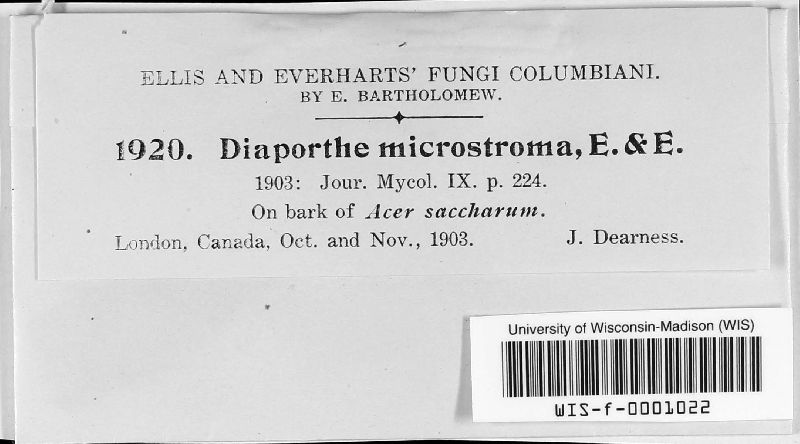 ELLIS AND EVERHARTS' FUNGI COLUMBIANI.
BY E. BARTHOLOMEW.
1920. Diaporthe microstroma, E. & E.
1903: Jour. Mycol. IX. p. 224.
On bark of Acer saccharum.
London, Canada, Oct. and Nov., 1903. J. Dearness.
University of Wisconsin-Madison (WIS)
WIS-f-0001022